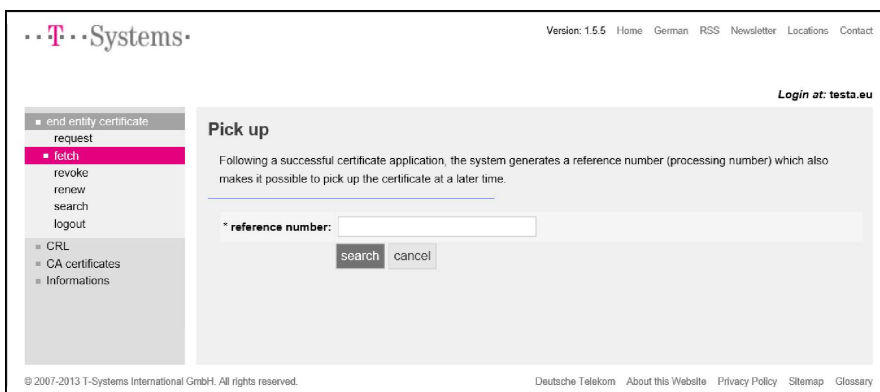 ··T··Systems·
Version: 1.5.5 Home German RSS Newsletter Locations Contact
Login at: testa.eu
end entity certificate
request
fetch
revoke
renew
search
logout
CRL
CA certificates
Informations
Pick up
Following a successful certificate application, the system generates a reference number (processing number) which also
makes it possible to pick up the certificate at a later time.
* reference number:
search cancel
© 2007-2013 T-Systems International GmbH. All rights reserved.
Deutsche Telekom About this Website Privacy Policy Sitemap Glossary